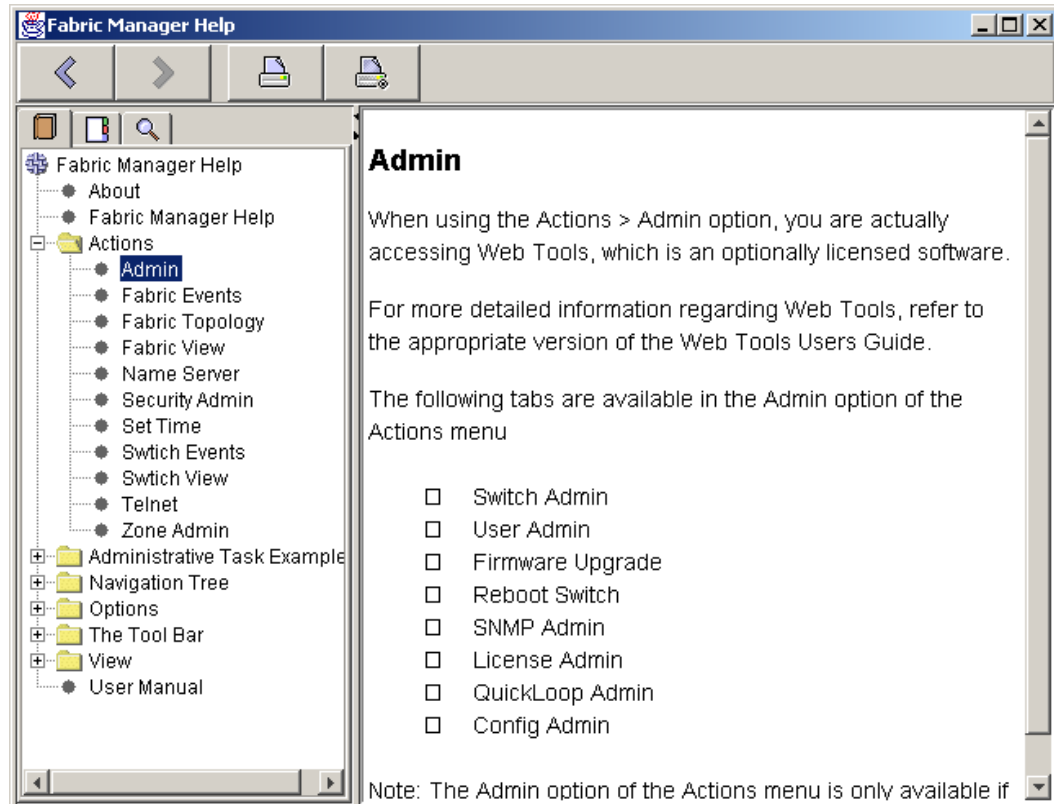 Fabric Manager Help
Fabric Manager Help
About
Fabric Manager Help
Actions
Admin
Fabric Events
Fabric Topology
Fabric View
Name Server
Security Admin
Set Time
Swtich Events
Swtich View
Telnet
Zone Admin
Administrative Task Example
Navigation Tree
Options
The Tool Bar
View
User Manual
Admin
When using the Actions > Admin option, you are actually
accessing Web Tools, which is an optionally licensed software.
For more detailed information regarding Web Tools, refer to
the appropriate version of the Web Tools Users Guide.
The following tabs are available in the Admin option of the
Actions menu
Switch Admin
User Admin
Firmware Upgrade
Reboot Switch
SNMP Admin
License Admin
QuickLoop Admin
Config Admin
Note: The Admin option of the Actions menu is only available if